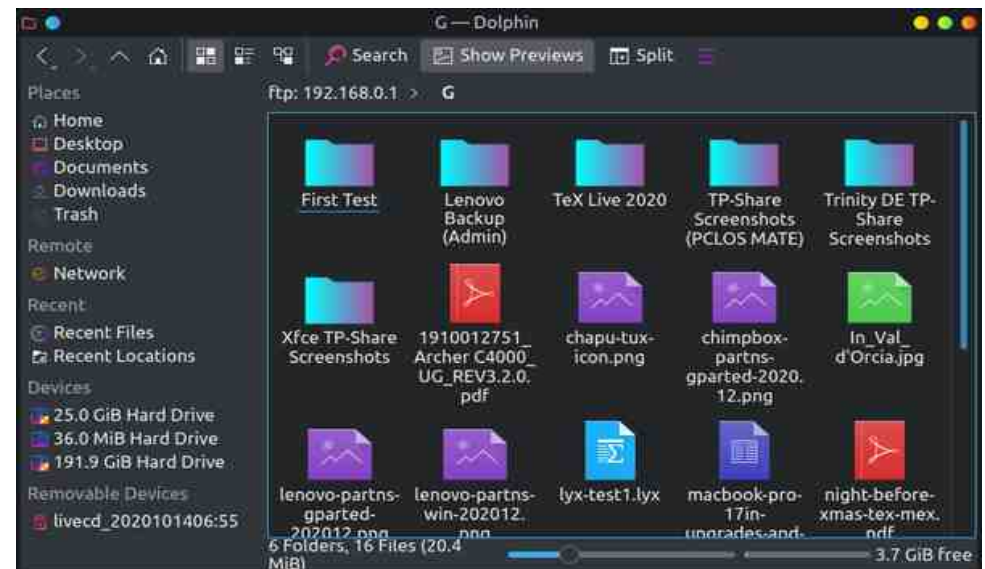 G — Dolphin
Search Show Previews Split
Places
ftp: 192.168.0.1 > G
Home
Desktop
Documents
Downloads
Trash
Remote
Network
Recent
Recent Files
Recent Locations
Devices
25.0 GiB Hard Drive
36.0 MiB Hard Drive
191.9 GiB Hard Drive
Removable Devices
livecd_2020101406:55
First Test
Lenovo
Backup
(Admin)
TeX Live 2020
TP-Share
Screenshots
(PCLOS MATE)
Trinity DE TP-
Share
Screenshots
Xfce TP-Share
Screenshots
1910012751_
Archer C4000_
UG_REV3.2.0.
pdf
chapu-tux-
icon.png
chimpbox-
partns-
gparted-2020.
12.png
In_Val_
d'Orcia.jpg
lenovo-partns-
gparted-
202012.png
lenovo-partns-
win-202012.
png
lyx-test1.lyx
macbook-pro-
17in-
upgrades-and-
night-before-
xmas-tex-mex.
pdf
6 Folders, 16 Files (20.4
MiB)
3.7 GiB free